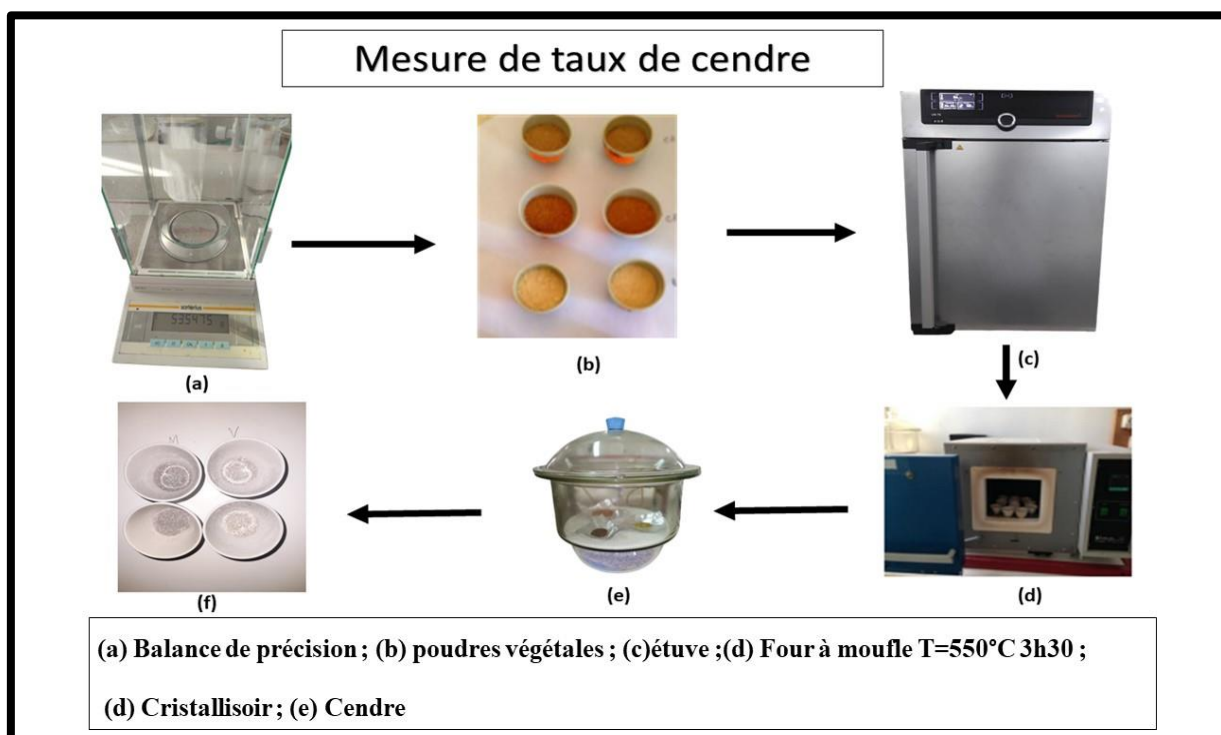 Mesure de taux de cendre
(a)
(b)
(c)
(f)
(e)
(d)
M V
(a) Balance de précision ; (b) poudres végétales ; (c)étuve ;(d) Four à moufle T=550°C 3h30 ;
(d) Cristallisoir ; (e) Cendre